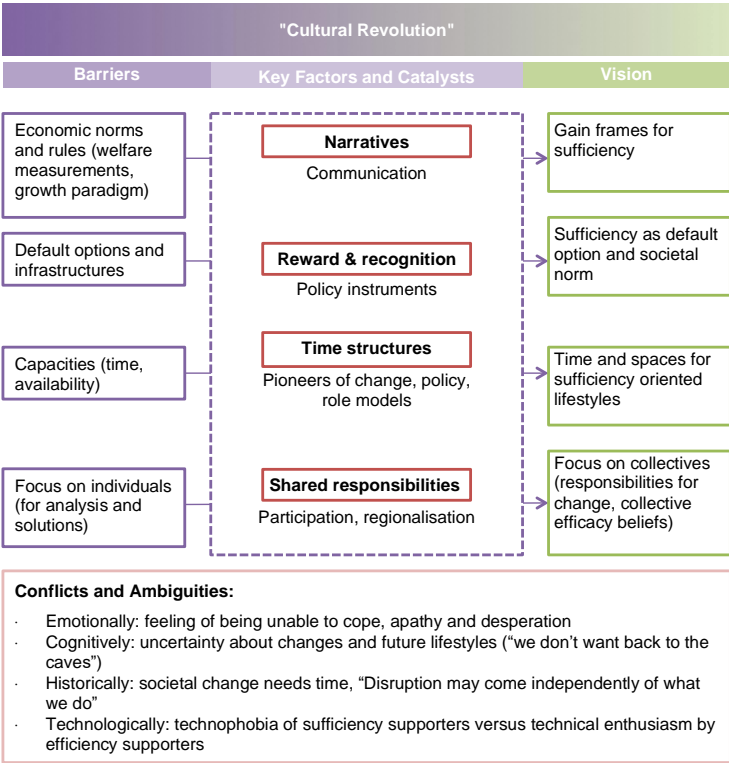 "Cultural Revolution"
Barriers
Key Factors and Catalysts
Vision
Economic norms
and rules (welfare
measurements,
growth paradigm)
Narratives
Communication
Gain frames for
sufficiency
Default options and
infrastructures
Reward & recognition
Policy instruments
Sufficiency as default
option and societal
norm
Capacities (time,
availability)
Time structures
Pioneers of change, policy,
role models
Time and spaces for
sufficiency oriented
lifestyles
Focus on individuals
(for analysis and
solutions)
Shared responsibilities
Participation, regionalisation
Focus on collectives
(responsibilities for
change, collective
efficacy beliefs)
Conflicts and Ambiguities:
· Emotionally: feeling of being unable to cope, apathy and desperation
· Cognitively: uncertainty about changes and future lifestyles (“we don’t want back to the
caves”)
· Historically: societal change needs time, “Disruption may come independently of what
we do”
· Technologically: technophobia of sufficiency supporters versus technical enthusiasm by
efficiency supporters